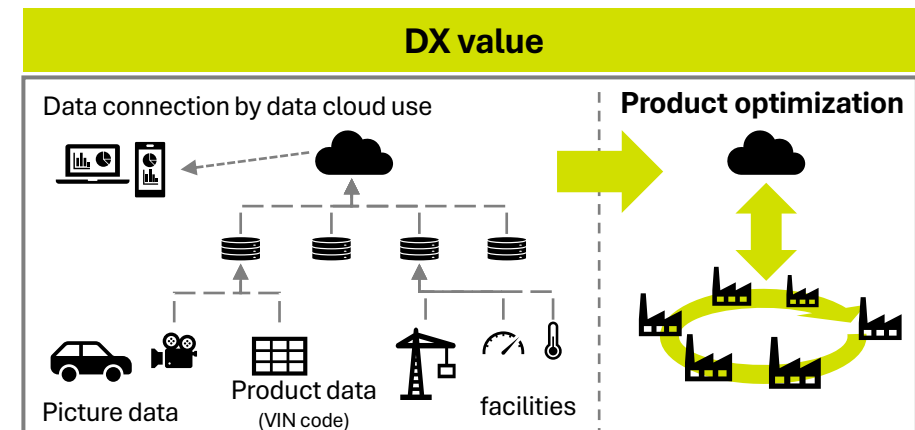 DX value
Data connection by data cloud use
Product optimization
Picture data
Product data
(VIN code)
facilities